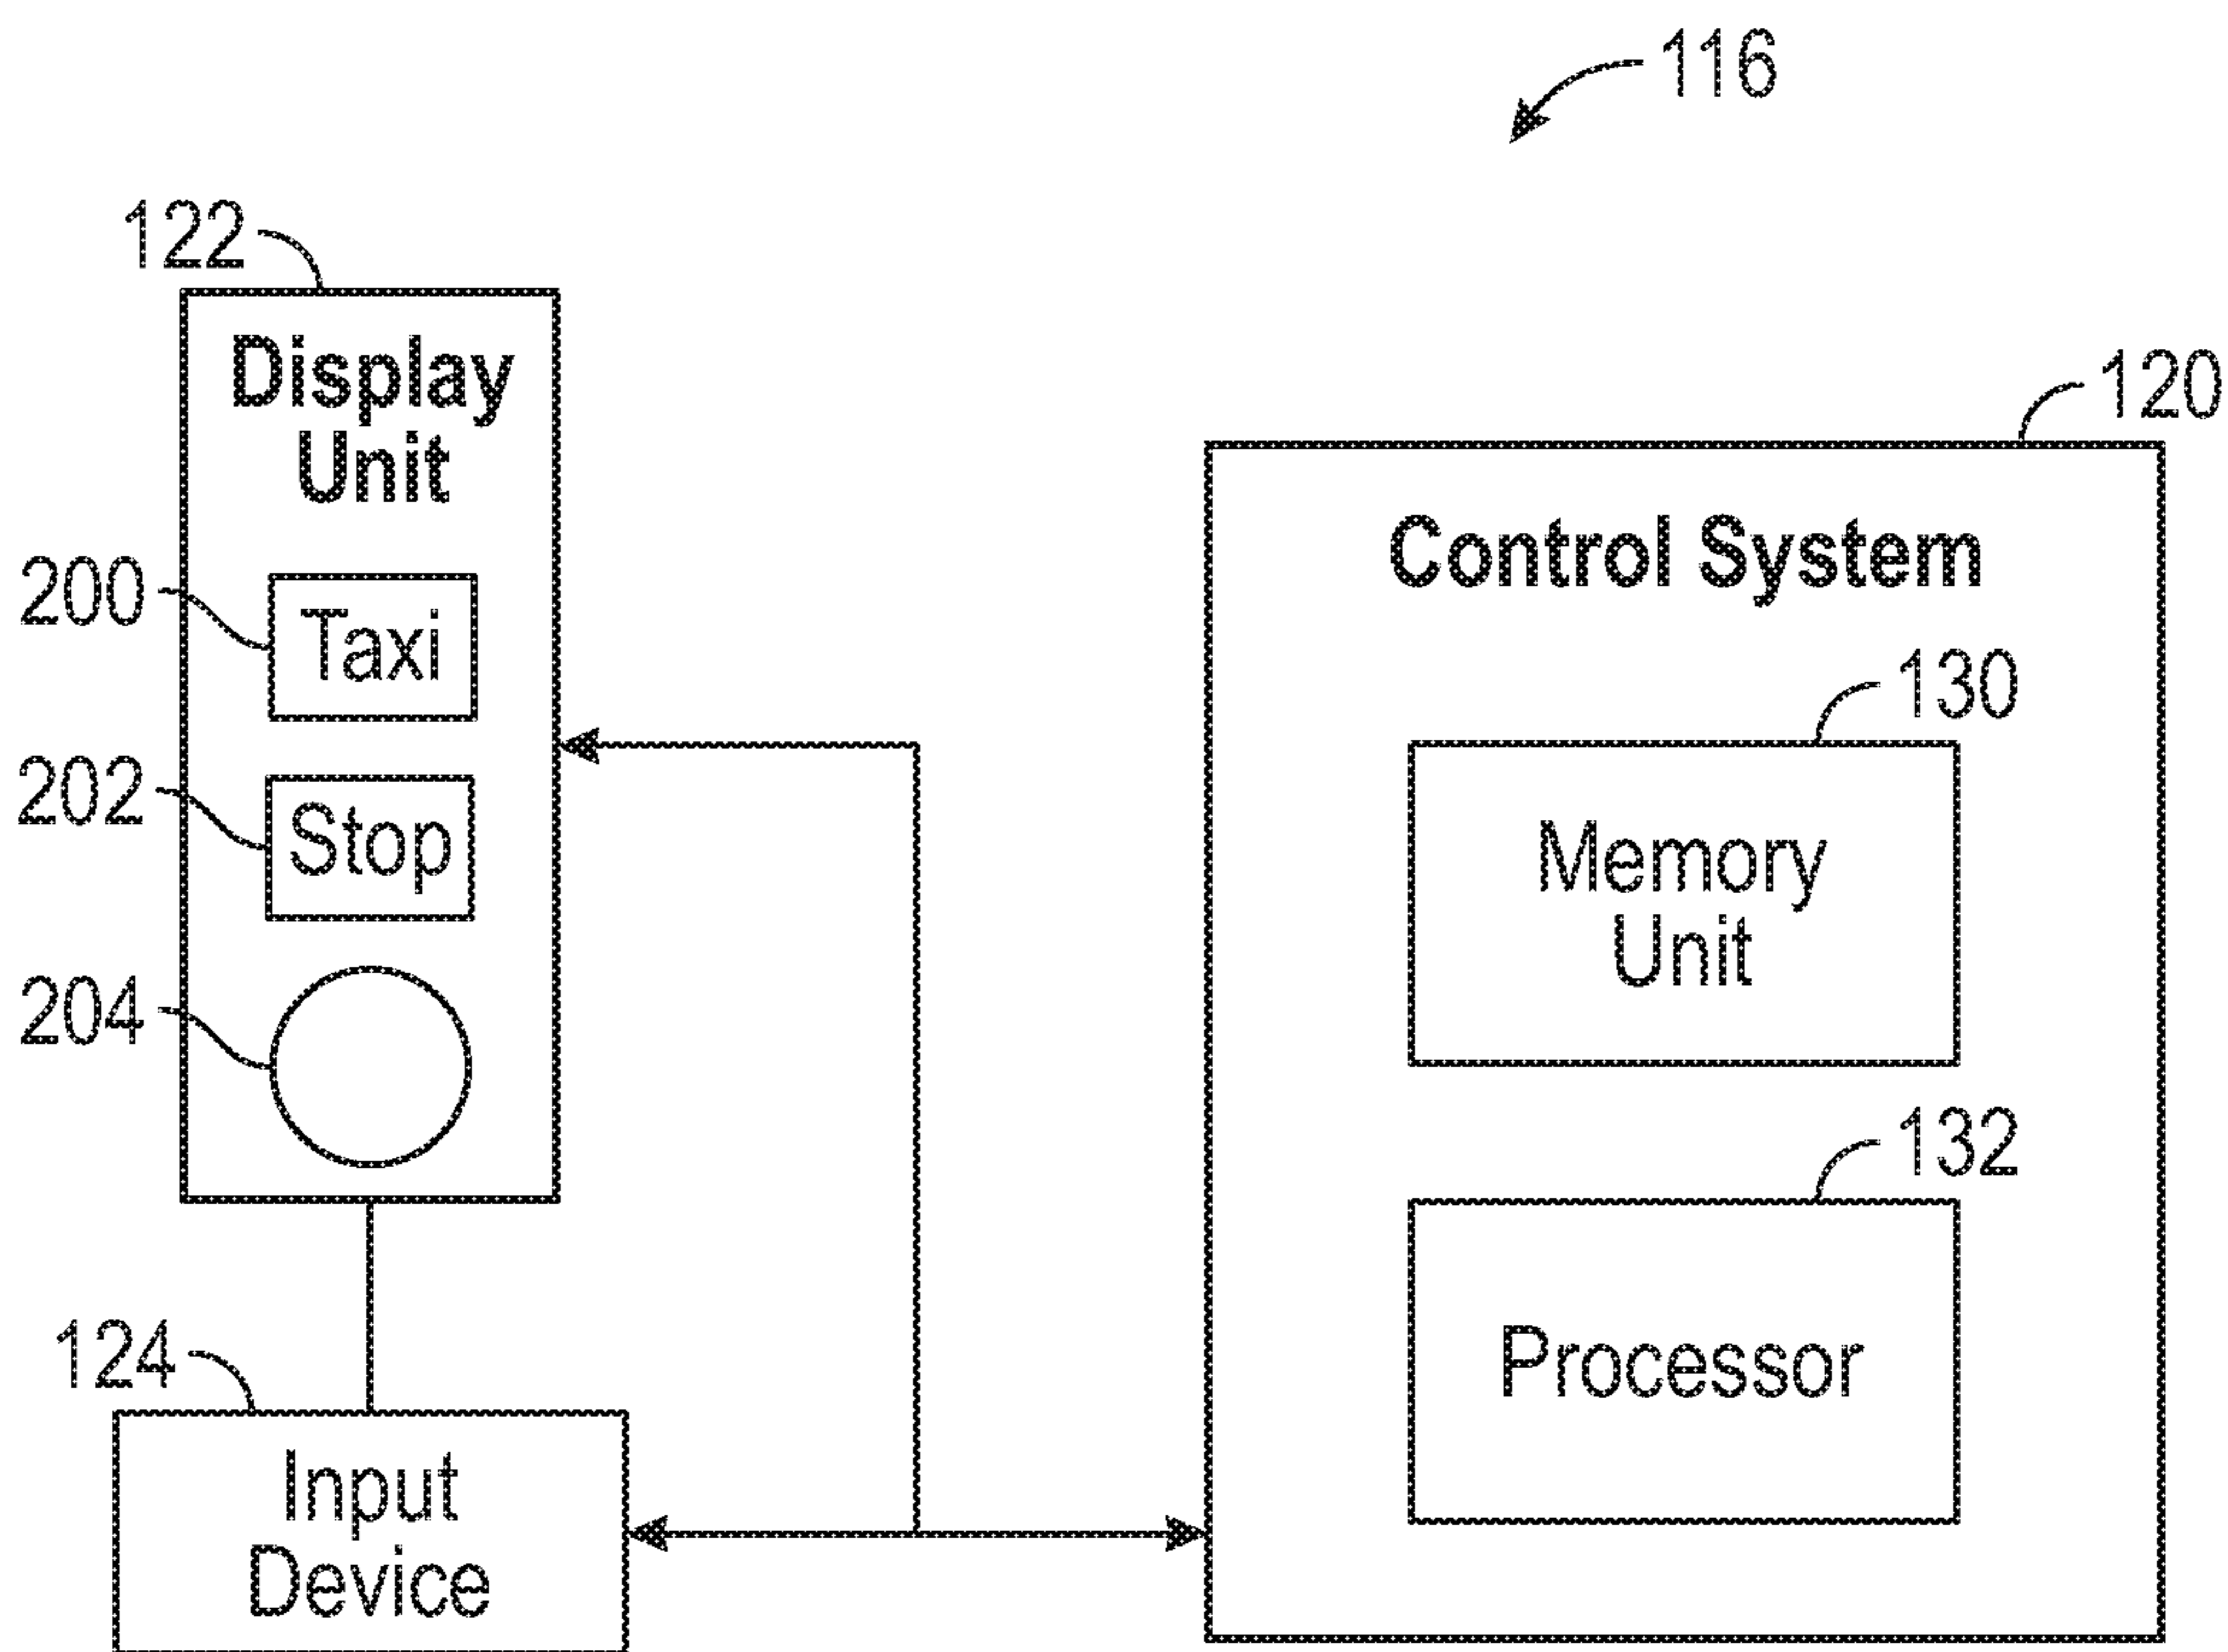 116
122
Display
Unit
120
Control System
200
Taxi
130
202
Stop
Memory
Unit
204
132
Processor
124
Input
Device